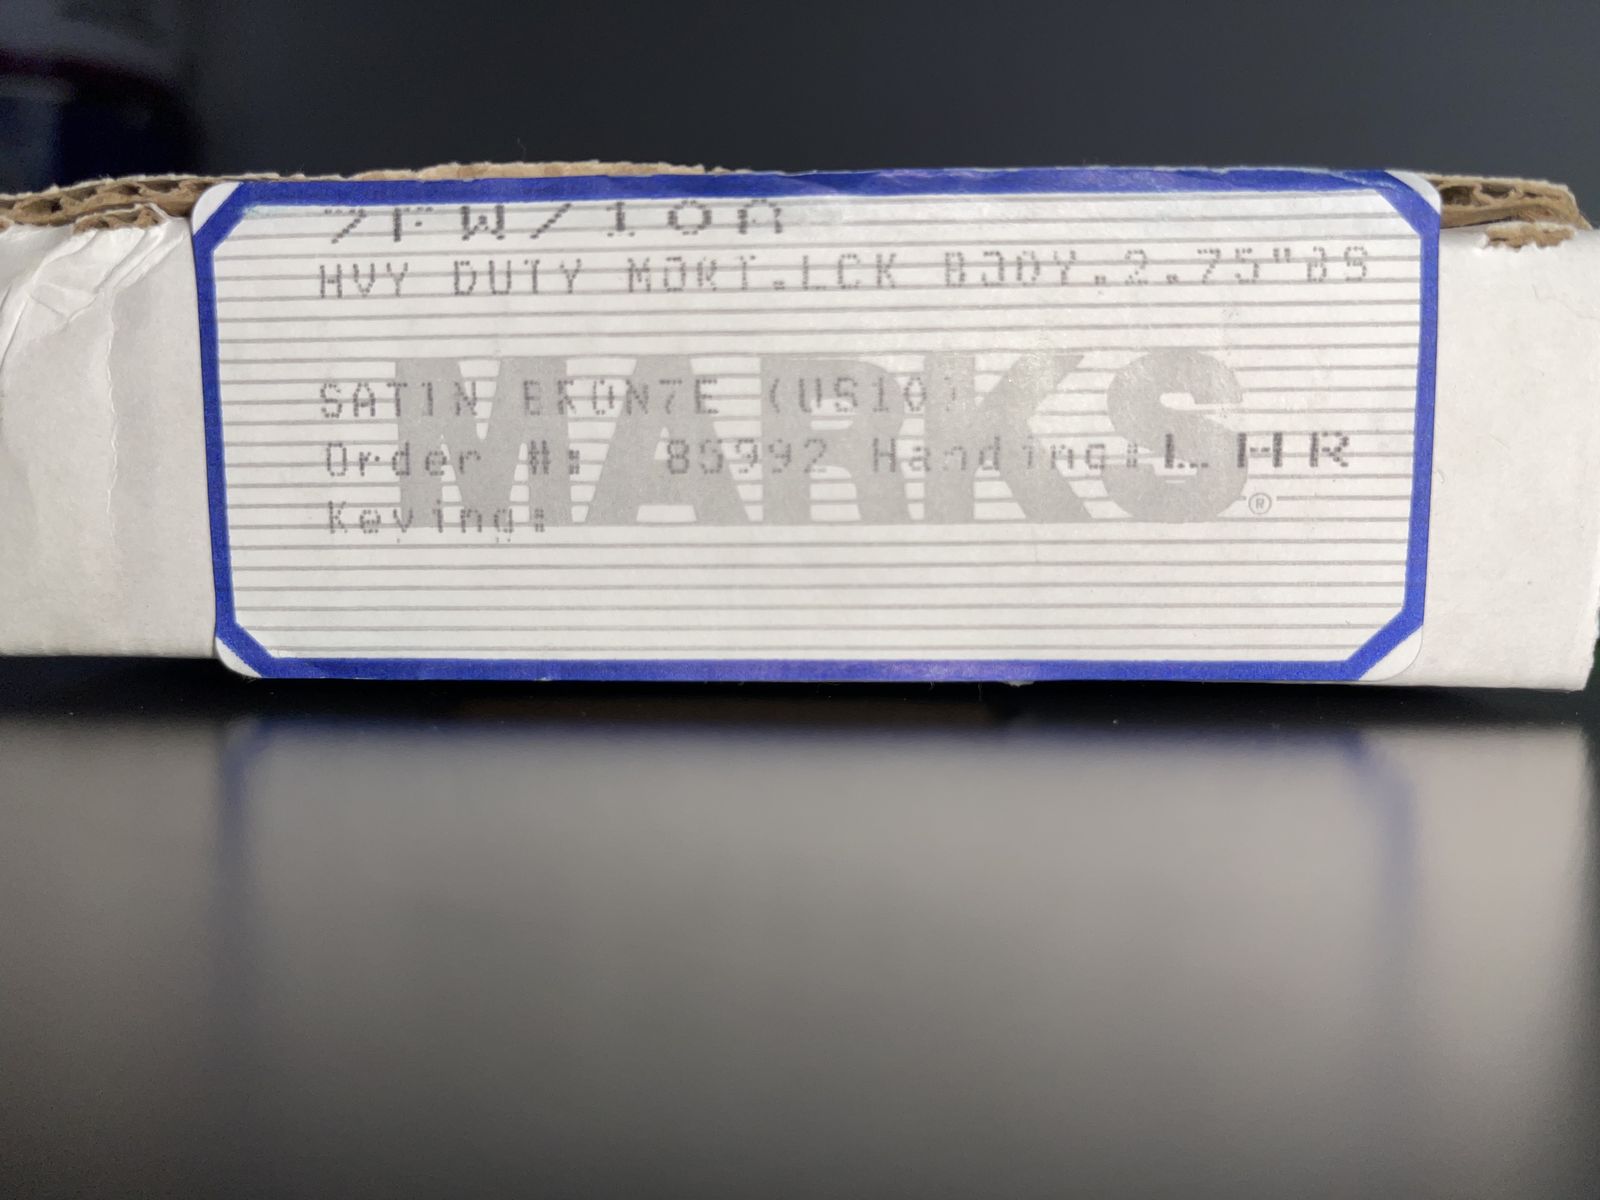 7FW/10A
HVY DUTY MORT.LCK BODY.2.75"BS
MARKS®
SATIN BRONZE (US10)
Order #: 85992 Handing:LHR
Keying: